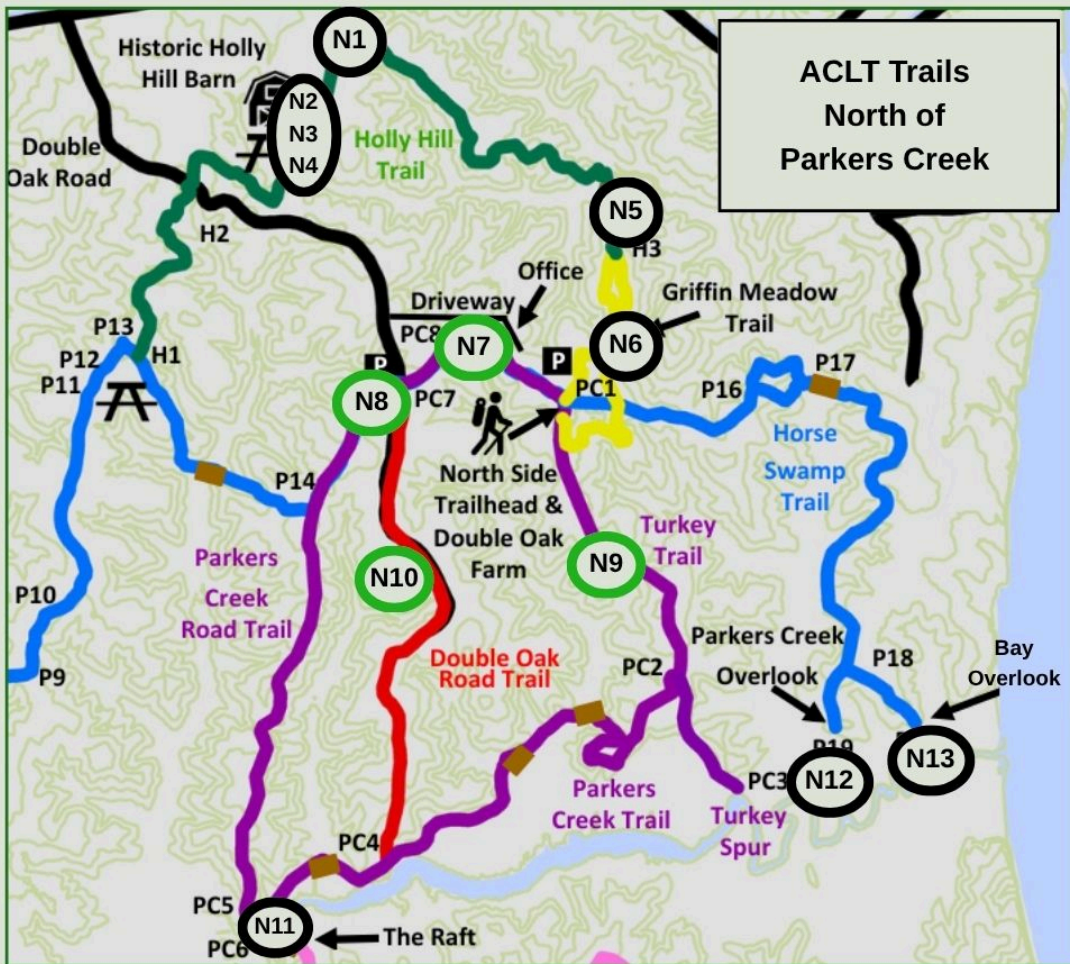 N1
ACLT Trails
North of
Parkers Creek
Historic Holly
Hill Barn
N2
N3
N4
Holly Hill
Trail
Double
Oak Road
N5
H3
H2
Office
Griffin Meadow
Trail
Driveway
P13
P12
P11
H1
PC8
N7
P
N6
P
PC1
P16
P17
N8
PC7
Horse
Swamp
Trail
North Side
Trailhead &
Double Oak
Farm
P14
Turkey
Trail
Parkers
Creek
Road Trail
N10
N9
P10
P9
Double Oak
Road Trail
PC2
Parkers Creek
Overlook
P18
Bay
Overlook
P19
N12
N13
PC3
Parkers
Creek Trail
Turkey
Spur
PC4
PC5
PC6
N11
The Raft